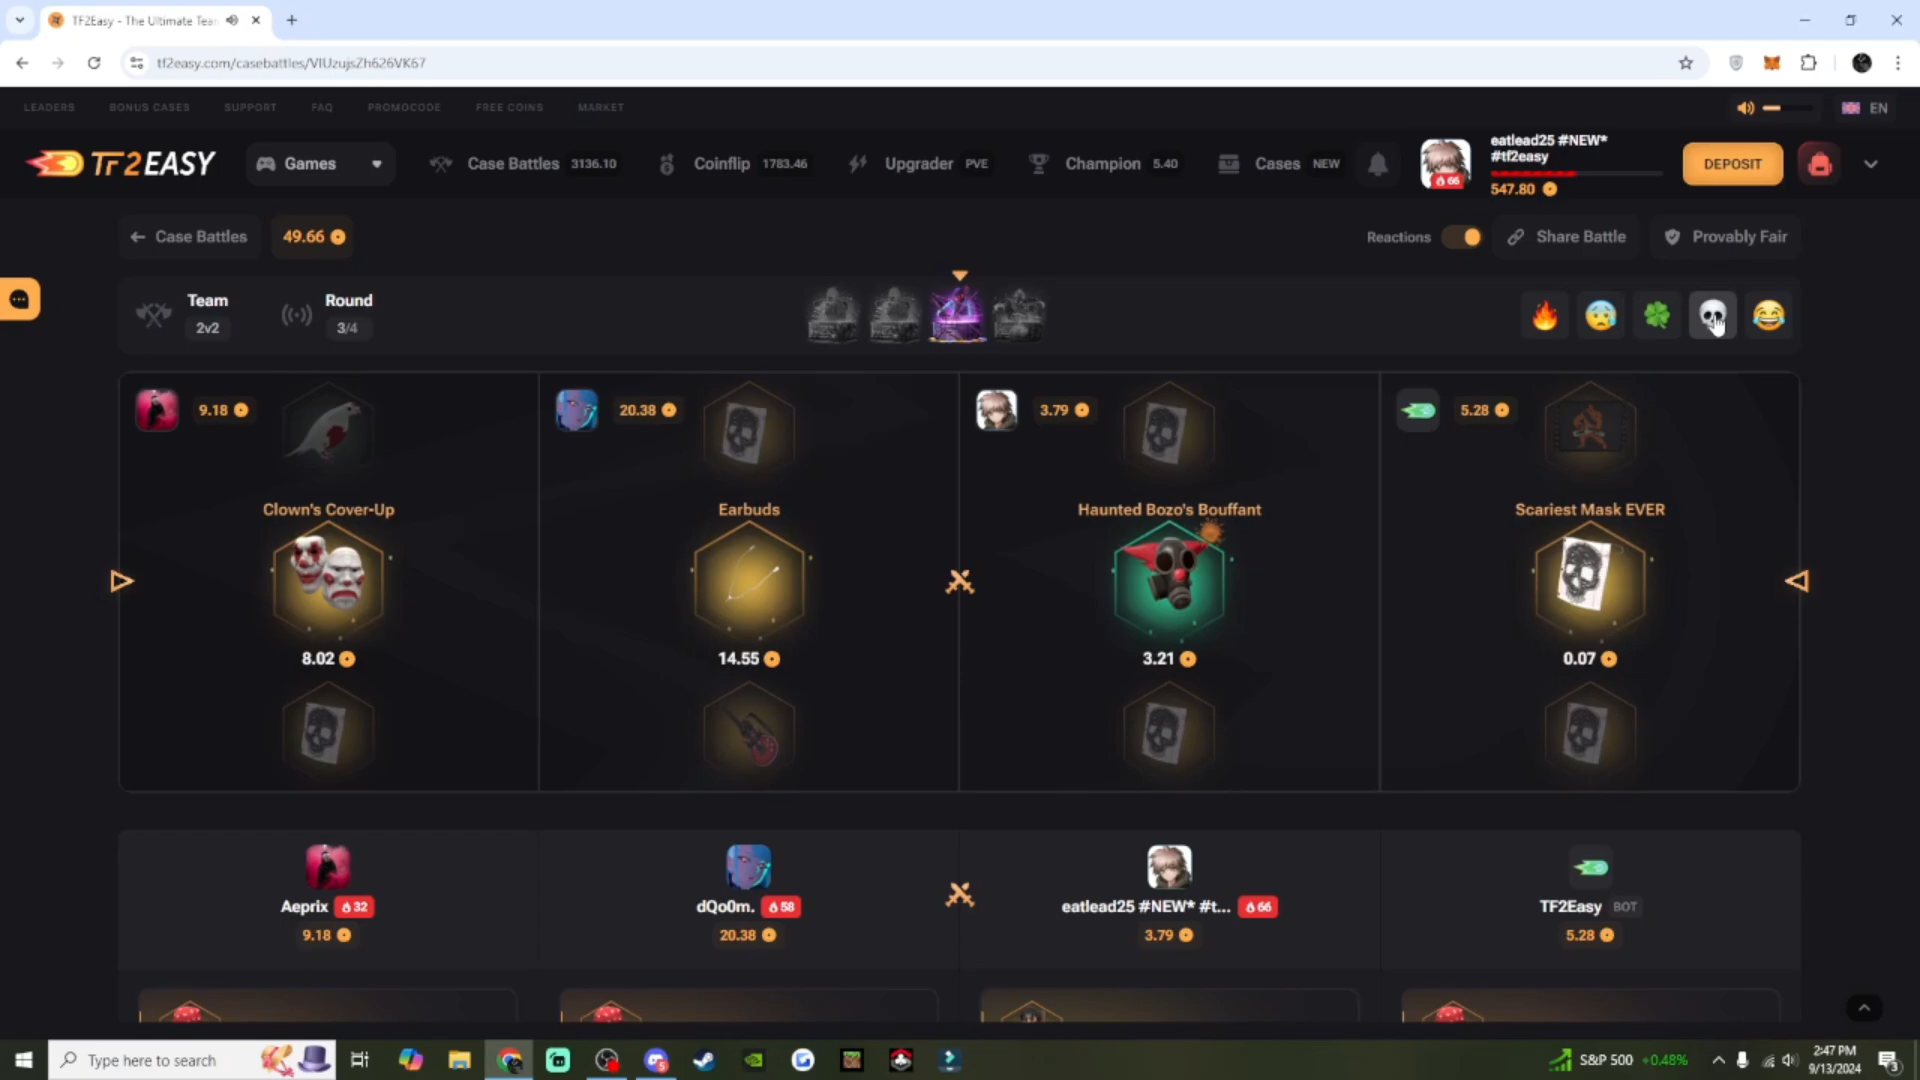 TF2Easy - The Ultimate Tea
tf2easy.com/casebattles/VIUzujsZh626VK67
LEADERS BONUS CASES SUPPORT FAQ PROMOCODE FREE COINS MARKET EN
TF2EASY Games Case Battles 3136.10 Coinflip 1783.46 Upgrader PVE Champion 5.40 Cases NEW
eatlead25 #NEW*
#tf2easy
547.80
66
DEPOSIT
Case Battles 49.66 Reactions Share Battle Provably Fair
Team Round
2v2 3/4
9.18 20.38 3.79 5.28
Clown's Cover-Up Earbuds Haunted Bozo's Bouffant Scariest Mask EVER
8.02 14.55 3.21 0.07
Aeprix 32 dQo0m. 58 eatlead25 #NEW* #t... 66 TF2Easy BOT
9.18 20.38 3.79 5.28
Type here to search S&P 500 +0.48% 2:47 PM
9/13/2024
3